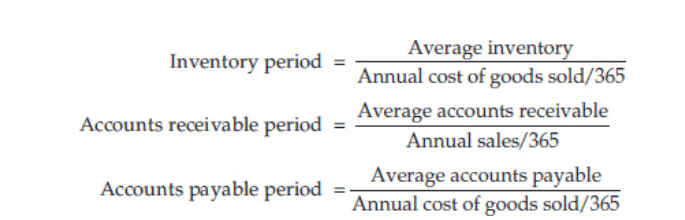 Inventory period = Average inventory / Annual cost of goods sold/365
Accounts receivable period = Average accounts receivable / Annual sales/365
Accounts payable period = Average accounts payable / Annual cost of goods sold/365